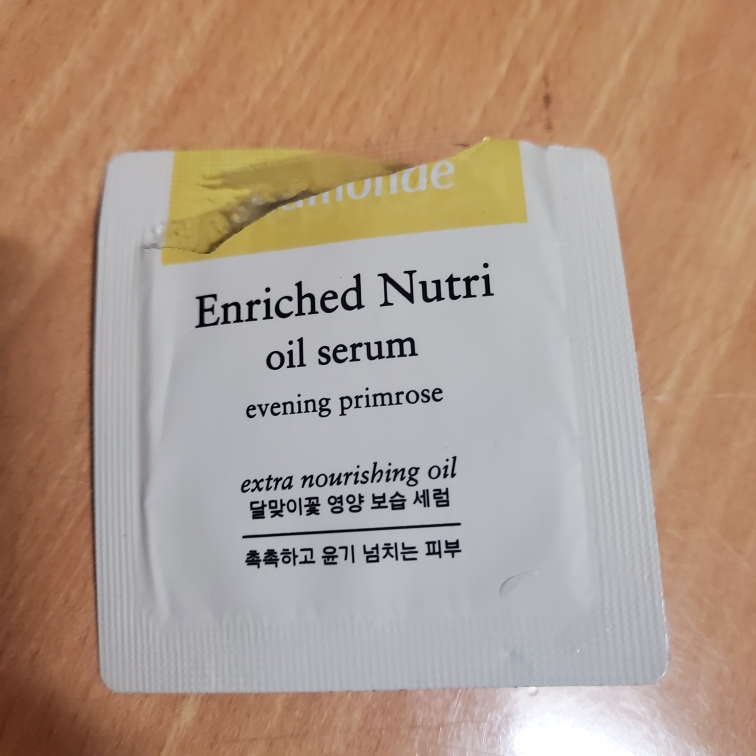 Enriched Nutri
oil serum
evening primrose
extra nourishing oil
달맞이꽃 영양 보습 세럼
촉촉하고 윤기 넘치는 피부